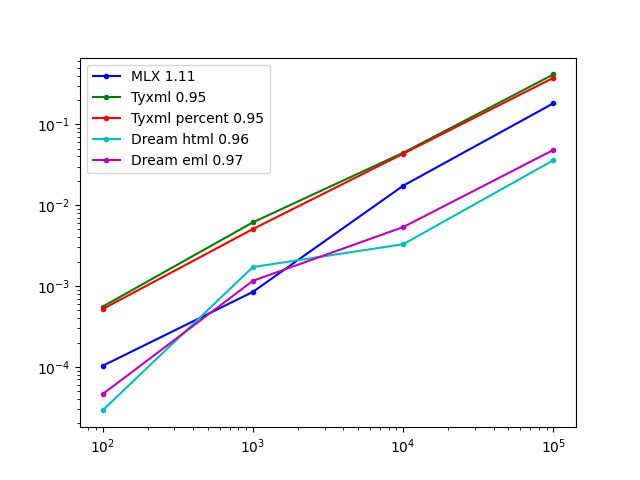 MLX 1.11
Tyxml 0.95
Tyxml percent 0.95
Dream html 0.96
Dream eml 0.97
10⁻¹
10⁻²
10⁻³
10⁻⁴
10² 10³ 10⁴ 10⁵